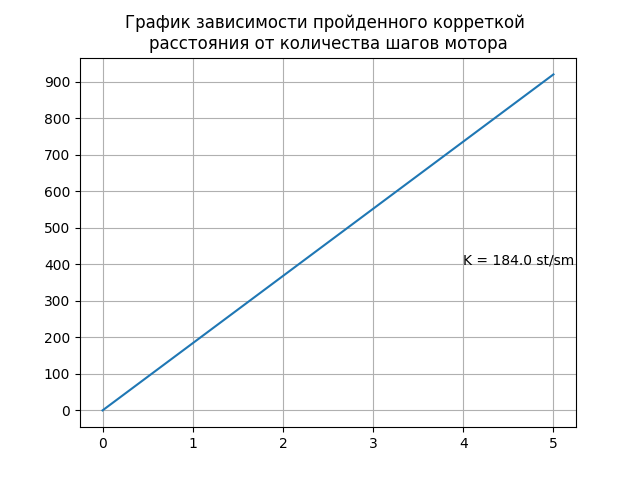 График зависимости пройденного корреткой
расстояния от количества шагов мотора
900
800
700
600
500
400
300
200
100
0
K = 184.0 st/sm
0 1 2 3 4 5